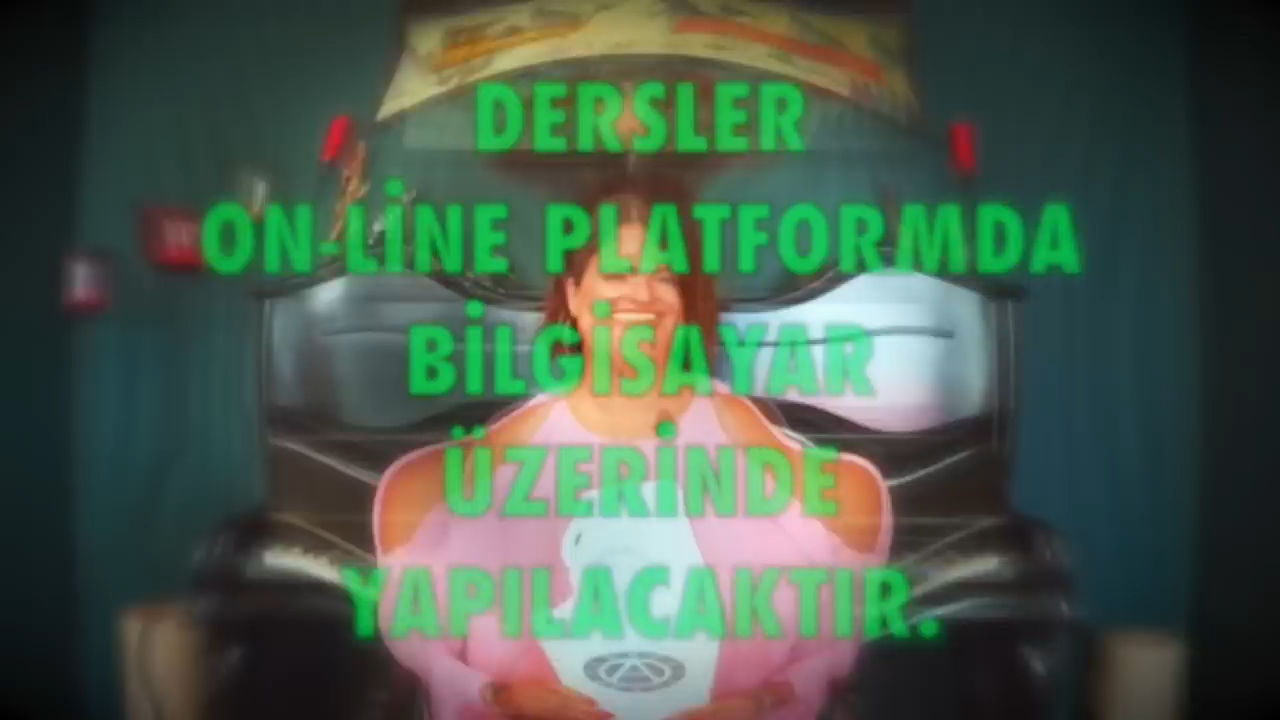 DERSLER
ON-LİNE PLATFORMDA
BİLGİSAYAR
ÜZERİNDE
YAPILACAKTIR.